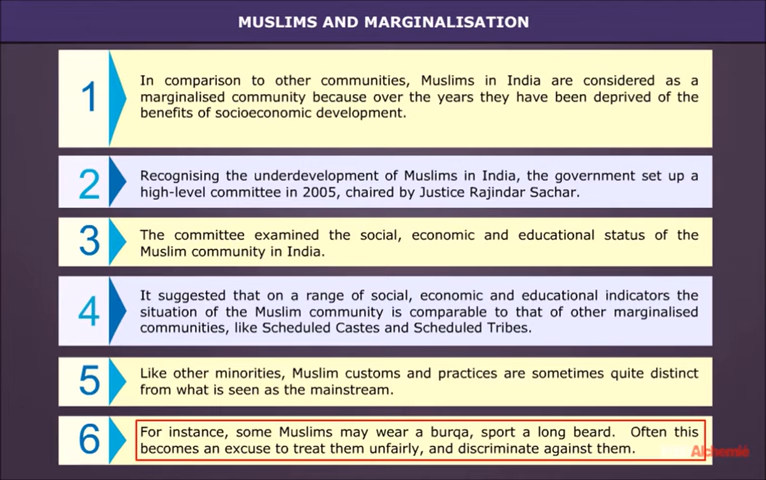 MUSLIMS AND MARGINALISATION
1
In comparison to other communities, Muslims in India are considered as a
marginalised community because over the years they have been deprived of the
benefits of socioeconomic development.
2
Recognising the underdevelopment of Muslims in India, the government set up a
high-level committee in 2005, chaired by Justice Rajindar Sachar.
3
The committee examined the social, economic and educational status of the
Muslim community in India.
4
It suggested that on a range of social, economic and educational indicators the
situation of the Muslim community is comparable to that of other marginalised
communities, like Scheduled Castes and Scheduled Tribes.
5
Like other minorities, Muslim customs and practices are sometimes quite distinct
from what is seen as the mainstream.
6
For instance, some Muslims may wear a burqa, sport a long beard. Often this
becomes an excuse to treat them unfairly, and discriminate against them.